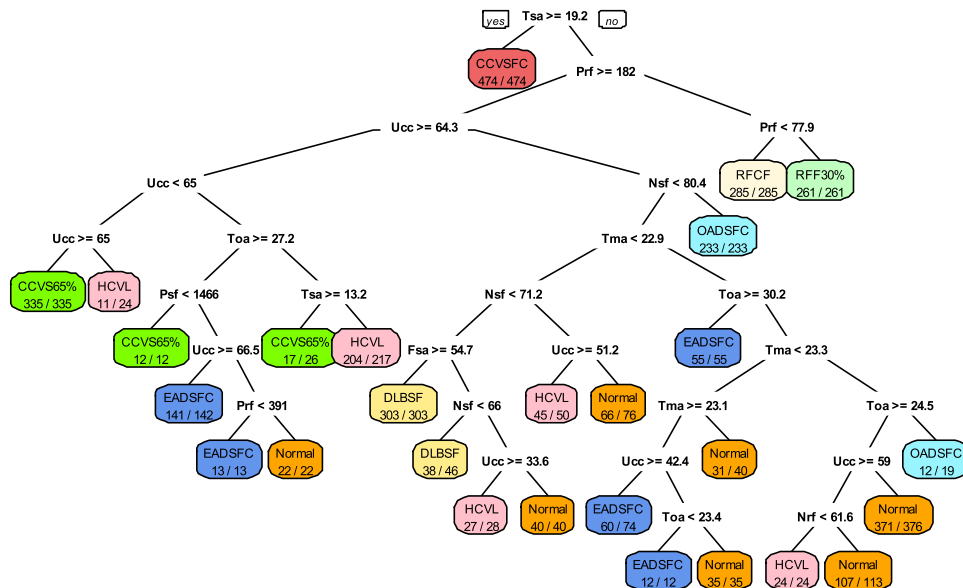 yes Tsa >= 19.2 no
CCVSFC
474 / 474
Prf >= 182
Ucc >= 64.3
Prf < 77.9
RFCF
285 / 285
RFF30%
261 / 261
Ucc < 65
Nsf < 80.4
OADSFC
233 / 233
Ucc >= 65
Toa >= 27.2
Tma < 22.9
CCVS65%
335 / 335
HCVL
11 / 24
Psf < 1466
Tsa >= 13.2
Nsf < 71.2
Toa >= 30.2
CCVS65%
12 / 12
Ucc >= 66.5
CCVS65%
17 / 26
HCVL
204 / 217
Fsa >= 54.7
Ucc >= 51.2
EADSFC
55 / 55
Tma < 23.3
EADSFC
141 / 142
Prf < 391
DLBSF
303 / 303
Nsf < 66
HCVL
45 / 50
Normal
66 / 76
Tma >= 23.1
Toa >= 24.5
EADSFC
13 / 13
Normal
22 / 22
DLBSF
38 / 46
Ucc >= 33.6
Ucc >= 42.4
Normal
31 / 40
Ucc >= 59
OADSFC
12 / 19
HCVL
27 / 28
Normal
40 / 40
EADSFC
60 / 74
Toa < 23.4
Nrf < 61.6
Normal
371 / 376
EADSFC
12 / 12
Normal
35 / 35
HCVL
24 / 24
Normal
107 / 113